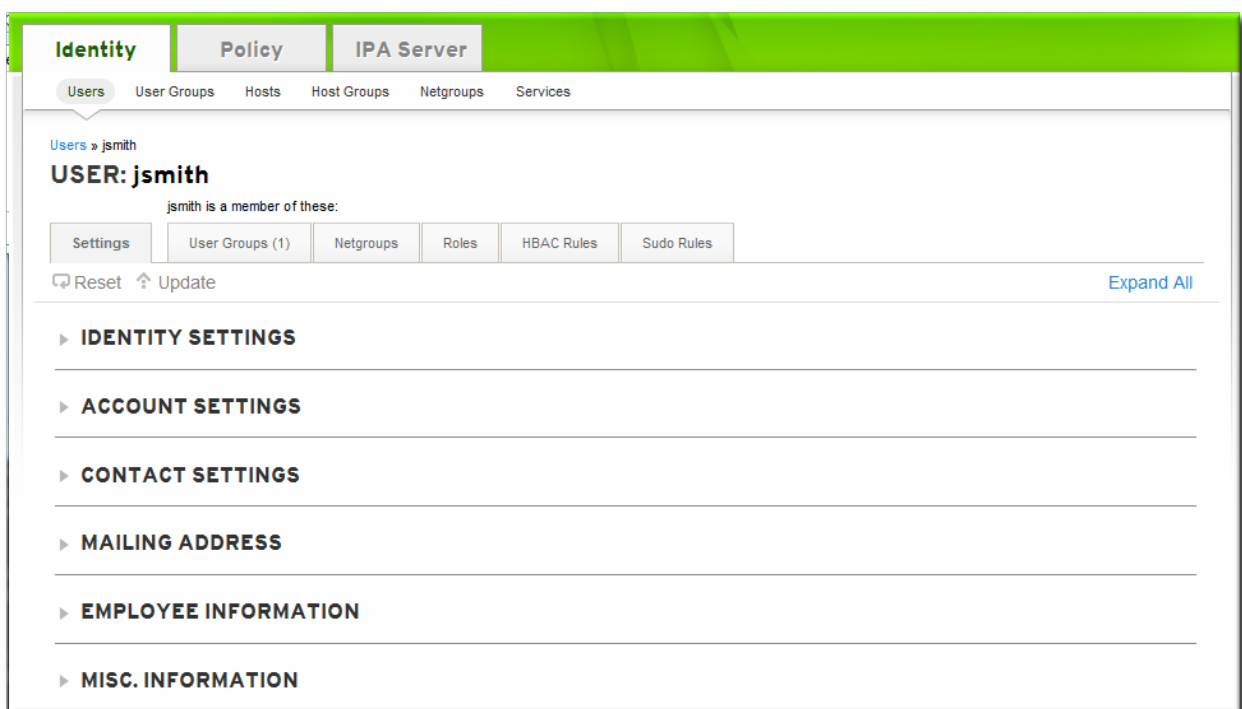 Identity Policy IPA Server
Users User Groups Hosts Host Groups Netgroups Services
Users » jsmith
USER: jsmith
jsmith is a member of these:
Settings User Groups (1) Netgroups Roles HBAC Rules Sudo Rules
Reset Update Expand All
IDENTITY SETTINGS
ACCOUNT SETTINGS
CONTACT SETTINGS
MAILING ADDRESS
EMPLOYEE INFORMATION
MISC. INFORMATION